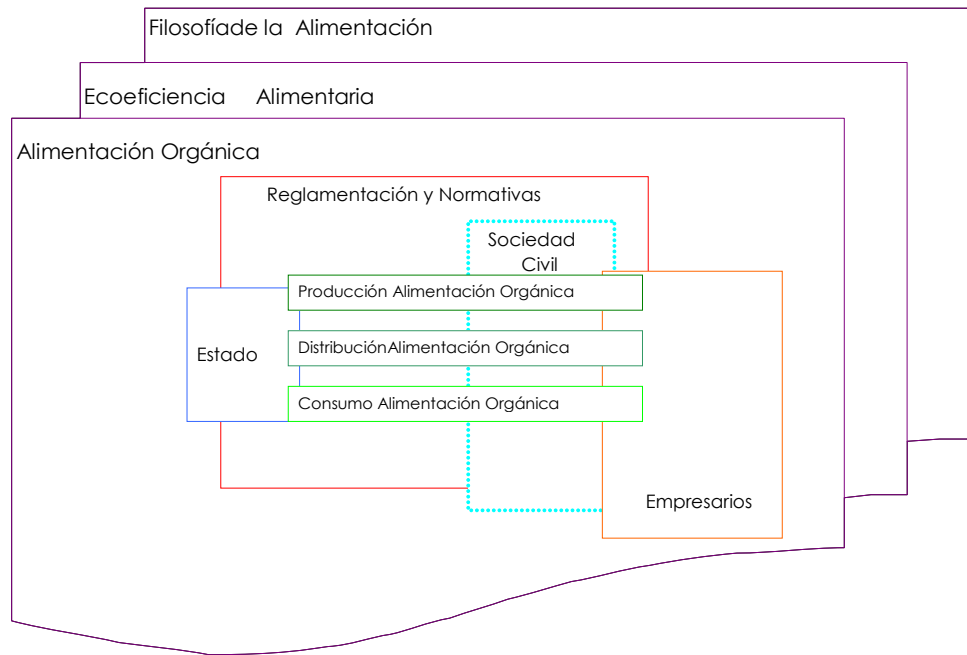 Filosofíade la Alimentación
Ecoeficiencia Alimentaria
Alimentación Orgánica
Reglamentación y Normativas
Sociedad
Civil
Producción Alimentación Orgánica
Estado
DistribuciónAlimentación Orgánica
Consumo Alimentación Orgánica
Empresarios